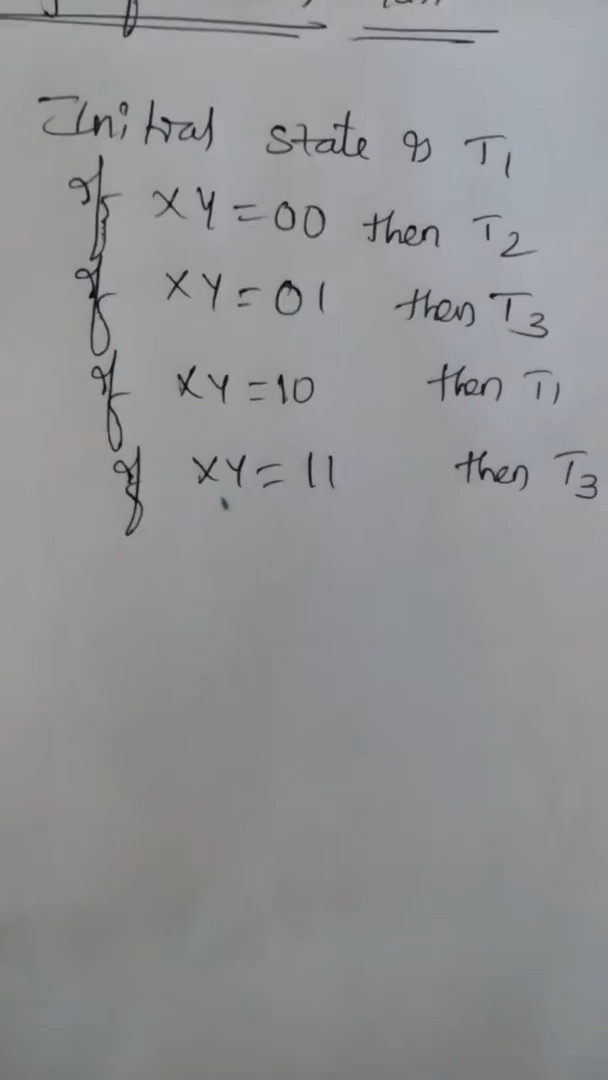 Initial state is T1
if XY=00 then T2
if XY=01 then T3
if XY=10 then T1
if XY=11 then T3